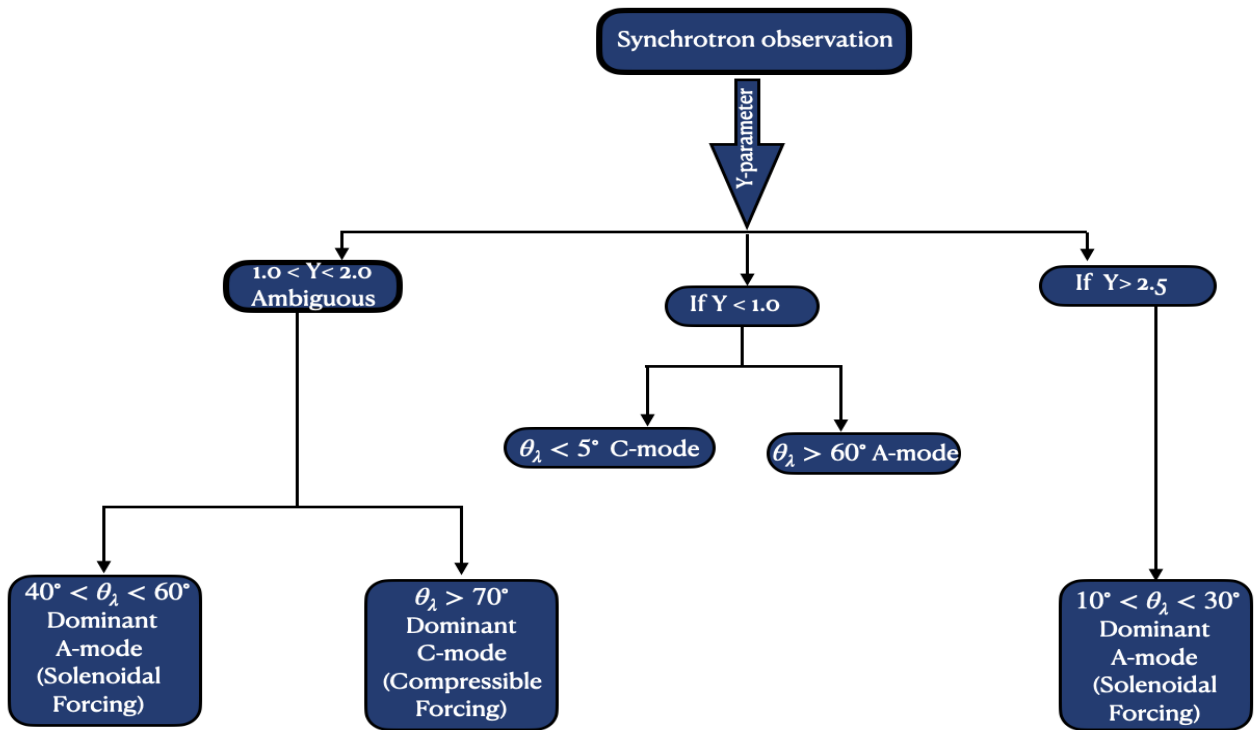 Synchrotron observation
Y-parameter
1.0 < Y< 2.0
Ambiguous
If Y < 1.0
If Y> 2.5
θλ < 5° C-mode
θλ > 60° A-mode
40° < θλ < 60°
Dominant
A-mode
(Solenoidal
Forcing)
θλ > 70°
Dominant
C-mode
(Compressible
Forcing)
10° < θλ < 30°
Dominant
A-mode
(Solenoidal
Forcing)